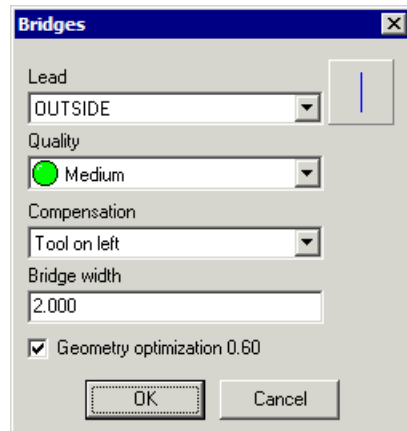 Bridges
Lead
OUTSIDE
Quality
Medium
Compensation
Tool on left
Bridge width
2.000
Geometry optimization 0.60
OK Cancel